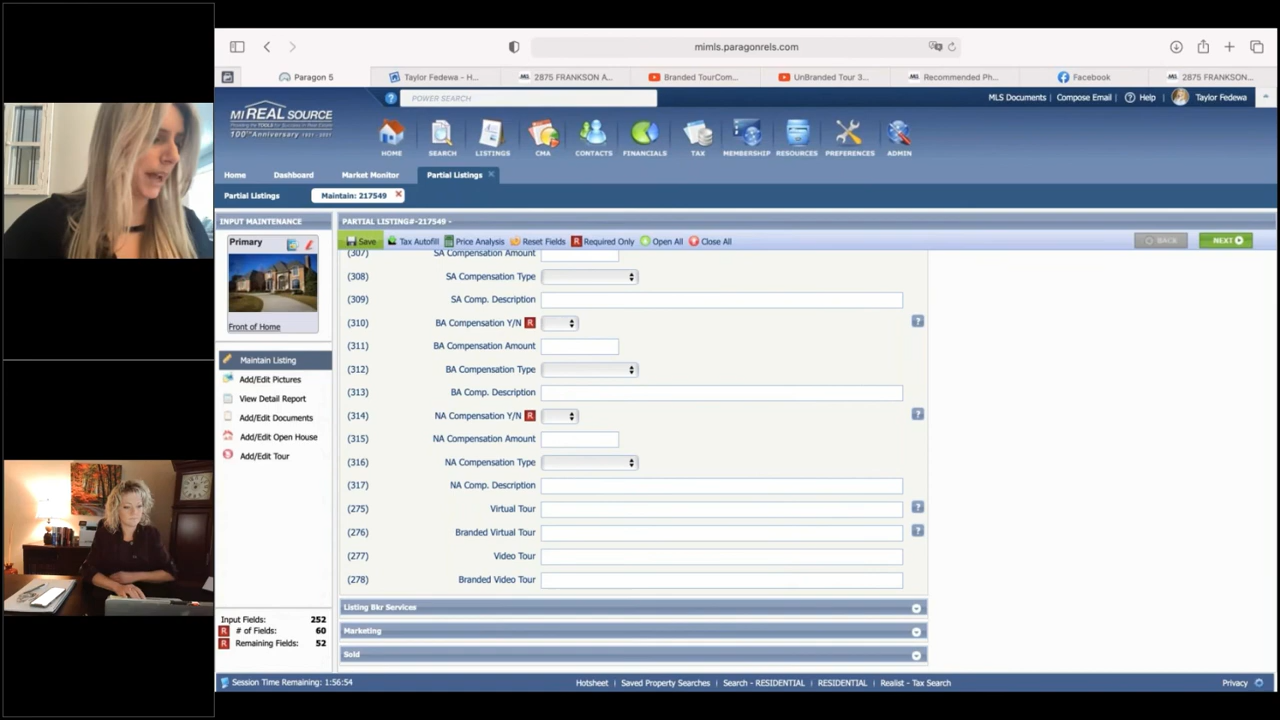 mimls.paragonrels.com
Paragon 5
Taylor Fedewa - H...
2875 FRANKSON A...
Branded TourCom...
UnBranded Tour 3...
Recommended Ph...
Facebook
2875 FRANKSON...
MI REAL SOURCE
100th Anniversary
POWER SEARCH
MLS Documents Compose Email Help Taylor Fedewa
HOME SEARCH LISTINGS CMA CONTACTS FINANCIALS TAX MEMBERSHIP RESOURCES PREFERENCES ADMIN
Home Dashboard Market Monitor Partial Listings
Partial Listings Maintain: 217549
INPUT MAINTENANCE
PARTIAL LISTING#-217549 -
Primary
Front of Home
Save Tax Autofill Price Analysis Reset Fields R Required Only Open All Close All BACK NEXT
Maintain Listing
Add/Edit Pictures
View Detail Report
Add/Edit Documents
Add/Edit Open House
Add/Edit Tour
(307) SA Compensation Amount
(308) SA Compensation Type
(309) SA Comp. Description
(310) BA Compensation Y/N R
(311) BA Compensation Amount
(312) BA Compensation Type
(313) BA Comp. Description
(314) NA Compensation Y/N R
(315) NA Compensation Amount
(316) NA Compensation Type
(317) NA Comp. Description
(275) Virtual Tour
(276) Branded Virtual Tour
(277) Video Tour
(278) Branded Video Tour
Listing Bkr Services
Marketing
Sold
Input Fields: 252
R # of Fields: 60
R Remaining Fields: 52
Session Time Remaining: 1:56:54
Hotsheet Saved Property Searches Search - RESIDENTIAL RESIDENTIAL Realist - Tax Search
Privacy